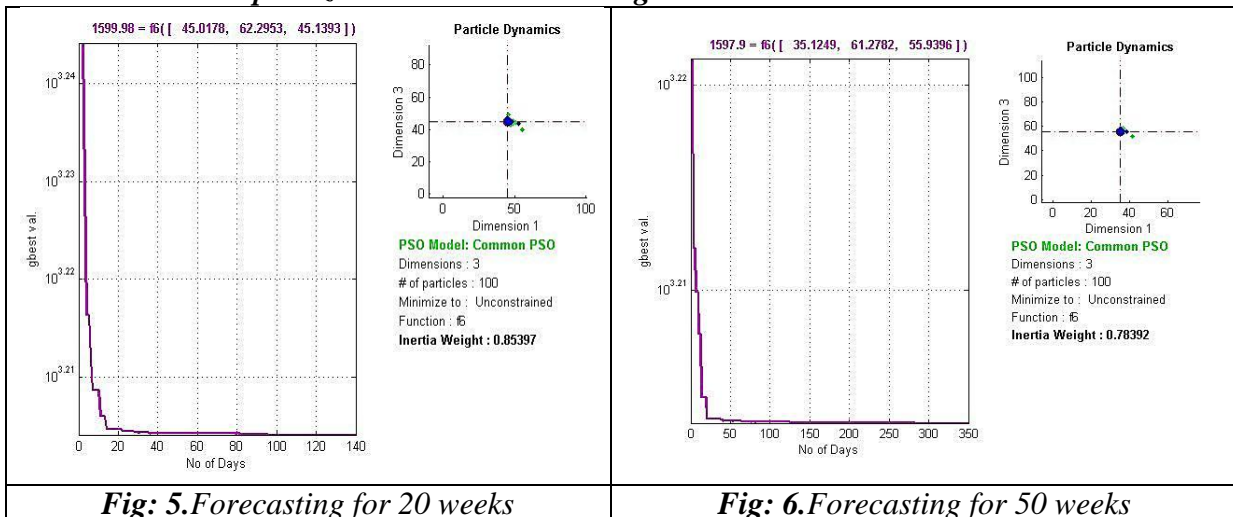 1599.98 = f6( [ 45.0178, 62.2953, 45.1393 ] )
10^3.24
10^3.23
10^3.22
10^3.21
gbest val.
0 20 40 60 80 100 120 140
No of Days
Particle Dynamics
80
60
40
20
0
Dimension 3
0 50 100
Dimension 1
PSO Model: Common PSO
Dimensions : 3
# of particles : 100
Minimize to : Unconstrained
Function : f6
Inertia Weight : 0.85397
Fig: 5.Forecasting for 20 weeks
1597.9 = f6( [ 35.1249, 61.2782, 55.9396 ] )
10^3.22
10^3.21
gbest val.
0 50 100 150 200 250 300 350
No of Days
Particle Dynamics
100
80
60
40
20
0
Dimension 3
0 20 40 60
Dimension 1
PSO Model: Common PSO
Dimensions : 3
# of particles : 100
Minimize to : Unconstrained
Function : f6
Inertia Weight : 0.78392
Fig: 6.Forecasting for 50 weeks